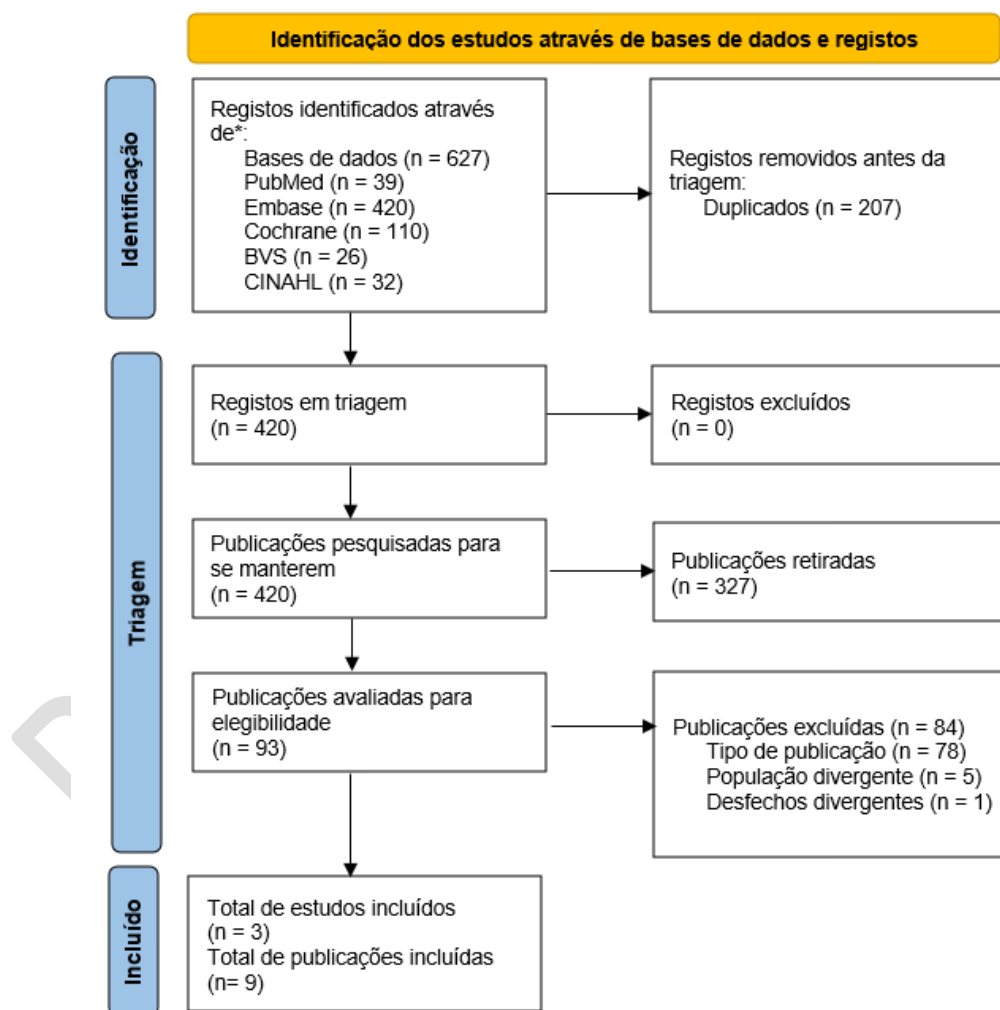 Identificação dos estudos através de bases de dados e registos
Identificação
Registos identificados através
de*:
Bases de dados (n = 627)
PubMed (n = 39)
Embase (n = 420)
Cochrane (n = 110)
BVS (n = 26)
CINAHL (n = 32)
Registos removidos antes da
triagem:
Duplicados (n = 207)
Triagem
Registos em triagem
(n = 420)
Registos excluídos
(n = 0)
Publicações pesquisadas para
se manterem
(n = 420)
Publicações retiradas
(n = 327)
Publicações avaliadas para
elegibilidade
(n = 93)
Publicações excluídas (n = 84)
Tipo de publicação (n = 78)
População divergente (n = 5)
Desfechos divergentes (n = 1)
Incluído
Total de estudos incluídos
(n = 3)
Total de publicações incluídas
(n= 9)